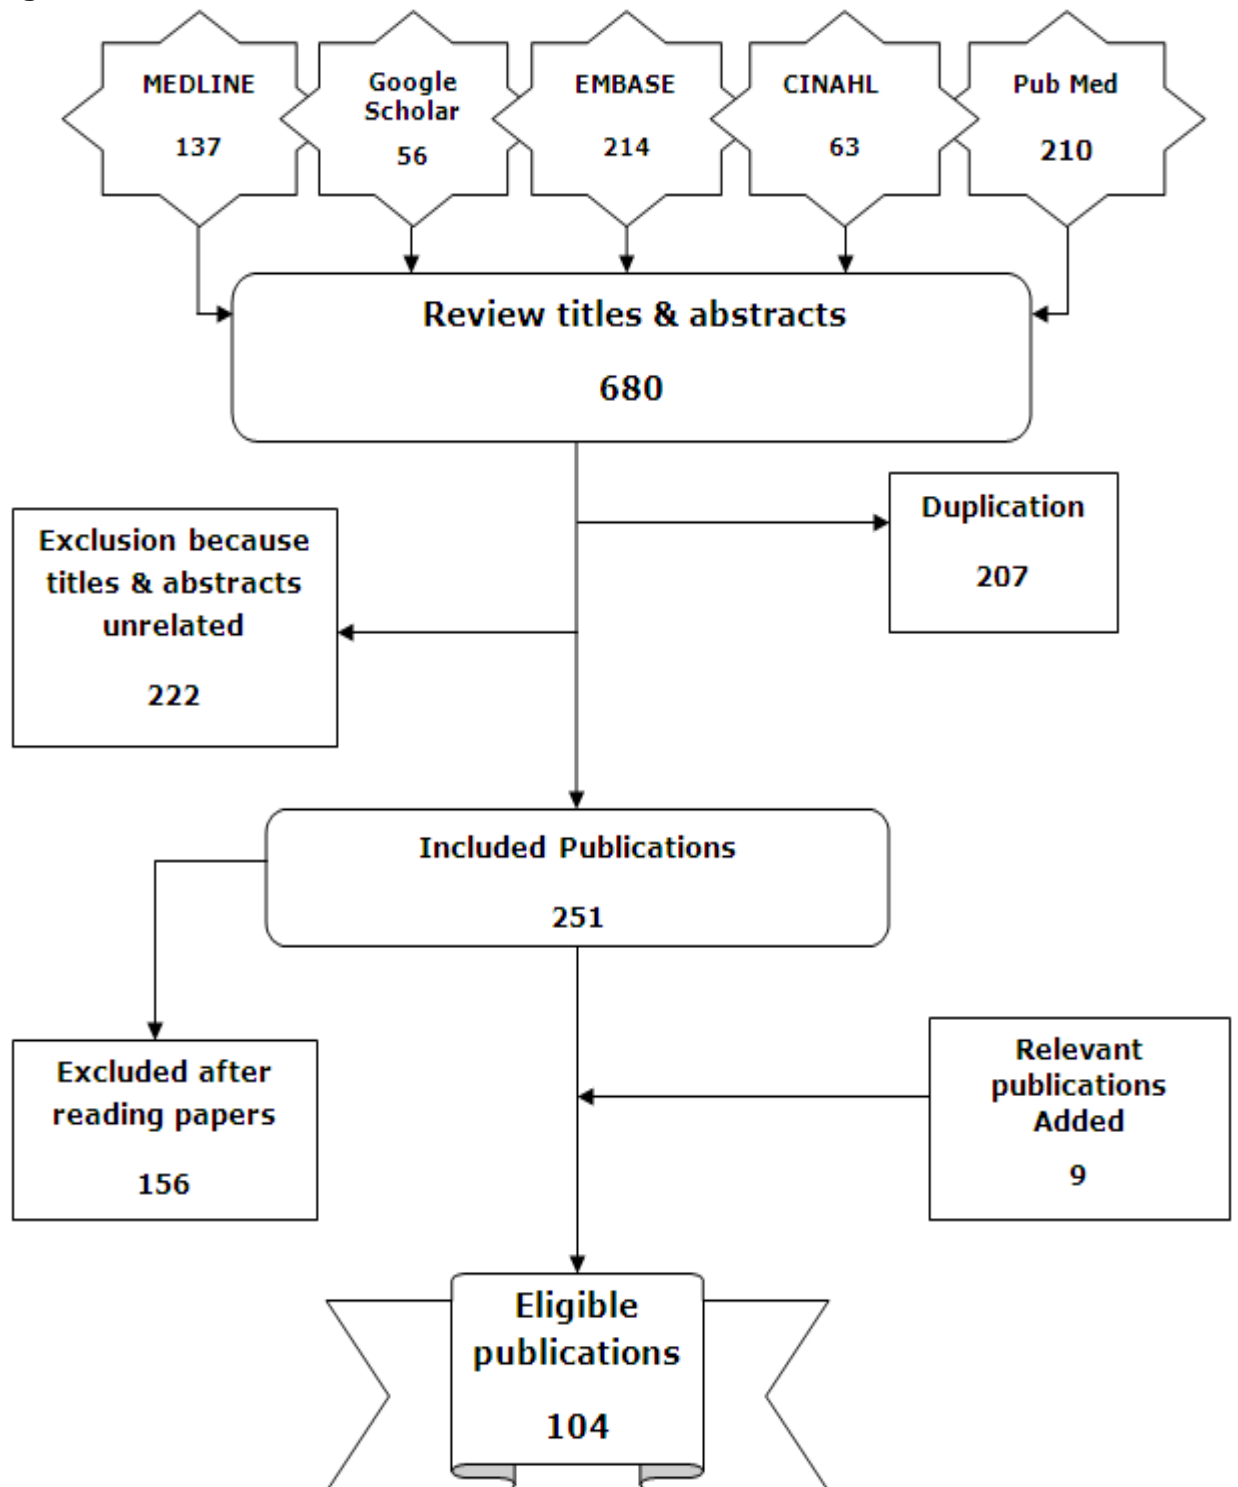 MEDLINE
137
Google
Scholar
56
EMBASE
214
CINAHL
63
Pub Med
210
Review titles & abstracts
680
Duplication
207
Exclusion because
titles & abstracts
unrelated
222
Included Publications
251
Excluded after
reading papers
156
Relevant
publications
Added
9
Eligible
publications
104